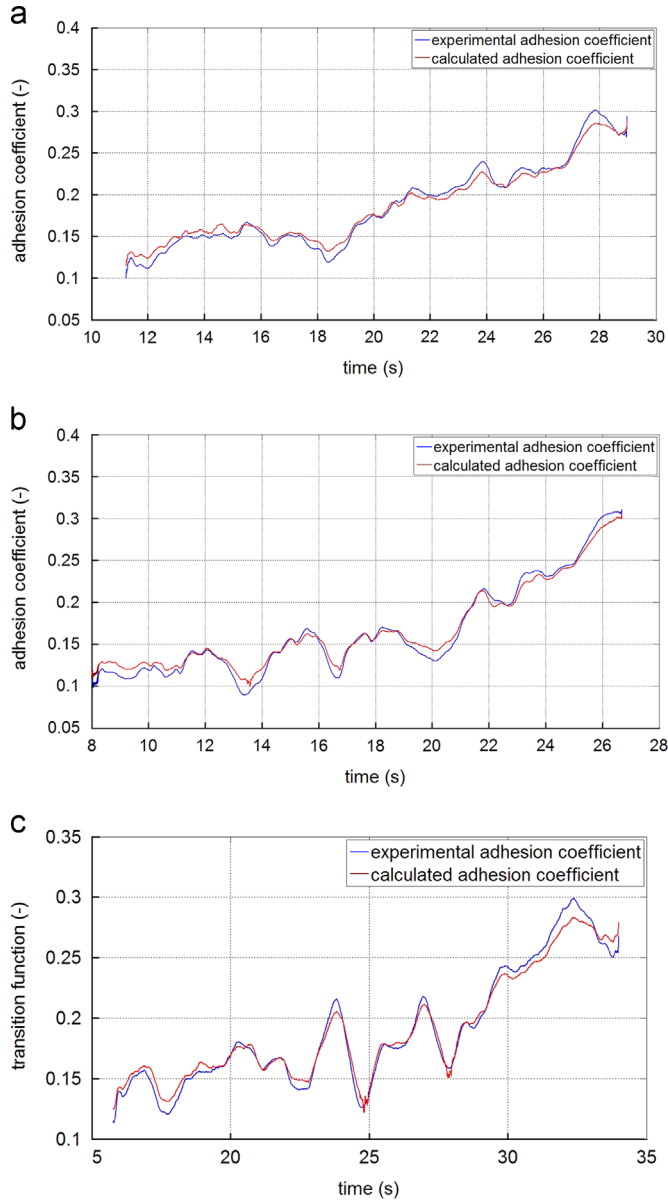 a
experimental adhesion coefficient
calculated adhesion coefficient
adhesion coefficient (-)
0.4
0.35
0.3
0.25
0.2
0.15
0.1
0.05
10 12 14 16 18 20 22 24 26 28 30
time (s)
b
experimental adhesion coefficient
calculated adhesion coefficient
adhesion coefficient (-)
0.4
0.35
0.3
0.25
0.2
0.15
0.1
0.05
8 10 12 14 16 18 20 22 24 26 28
time (s)
c
experimental adhesion coefficient
calculated adhesion coefficient
transition function (-)
0.35
0.3
0.25
0.2
0.15
0.1
5 20 25 30 35
time (s)